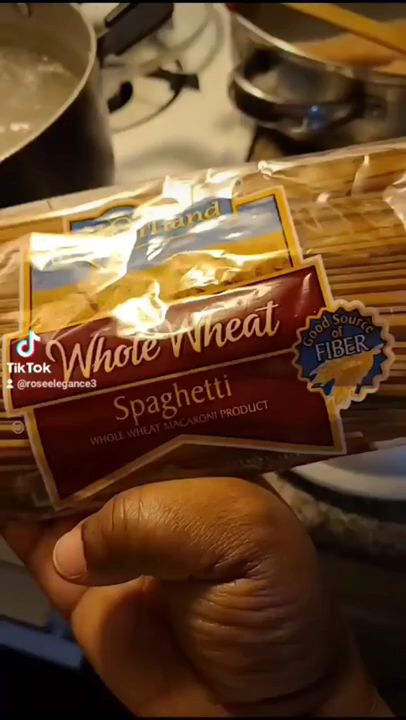 Whole Wheat
Good Source
of
FIBER
Spaghetti
WHOLE WHEAT MACARONI PRODUCT
TikTok
@roseelegance3